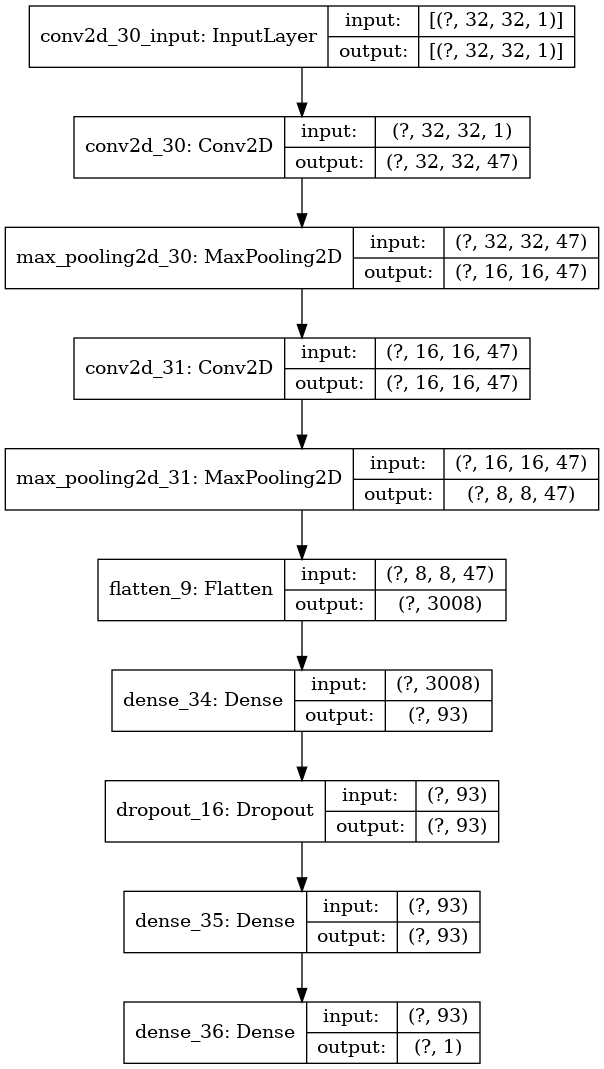 conv2d_30_input: InputLayer
input: [(?, 32, 32, 1)]
output: [(?, 32, 32, 1)]
conv2d_30: Conv2D
input: (?, 32, 32, 1)
output: (?, 32, 32, 47)
max_pooling2d_30: MaxPooling2D
input: (?, 32, 32, 47)
output: (?, 16, 16, 47)
conv2d_31: Conv2D
input: (?, 16, 16, 47)
output: (?, 16, 16, 47)
max_pooling2d_31: MaxPooling2D
input: (?, 16, 16, 47)
output: (?, 8, 8, 47)
flatten_9: Flatten
input: (?, 8, 8, 47)
output: (?, 3008)
dense_34: Dense
input: (?, 3008)
output: (?, 93)
dropout_16: Dropout
input: (?, 93)
output: (?, 93)
dense_35: Dense
input: (?, 93)
output: (?, 93)
dense_36: Dense
input: (?, 93)
output: (?, 1)